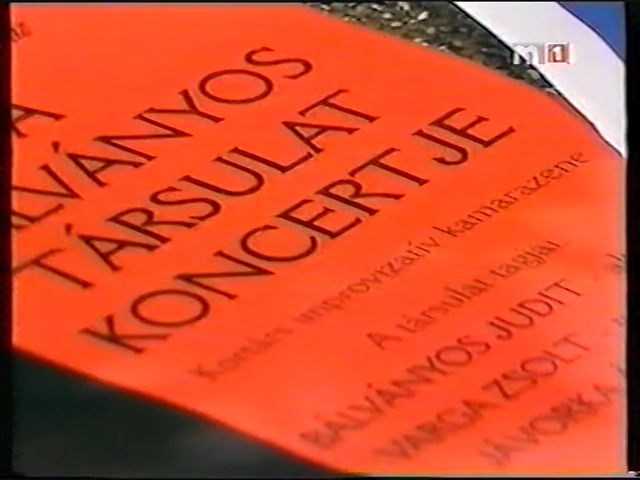 m1
A
BÁLVÁNYOS
TÁRSULAT
KONCERTJE
Kortárs improvizatív kamarazene
A társulat tagjai
BÁLVÁNYOS JUDIT
VARGA ZSOLT
JÁVORKA